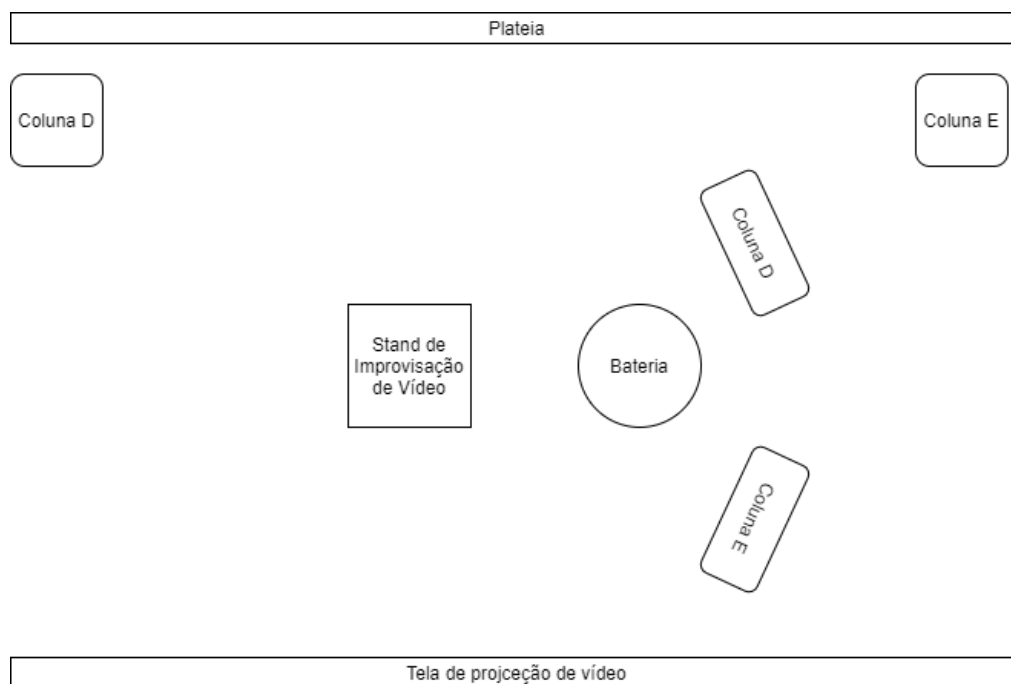 Plateia
Coluna D
Coluna E
Coluna D
Stand de
Improvisação
de Vídeo
Bateria
Coluna E
Tela de projceção de vídeo